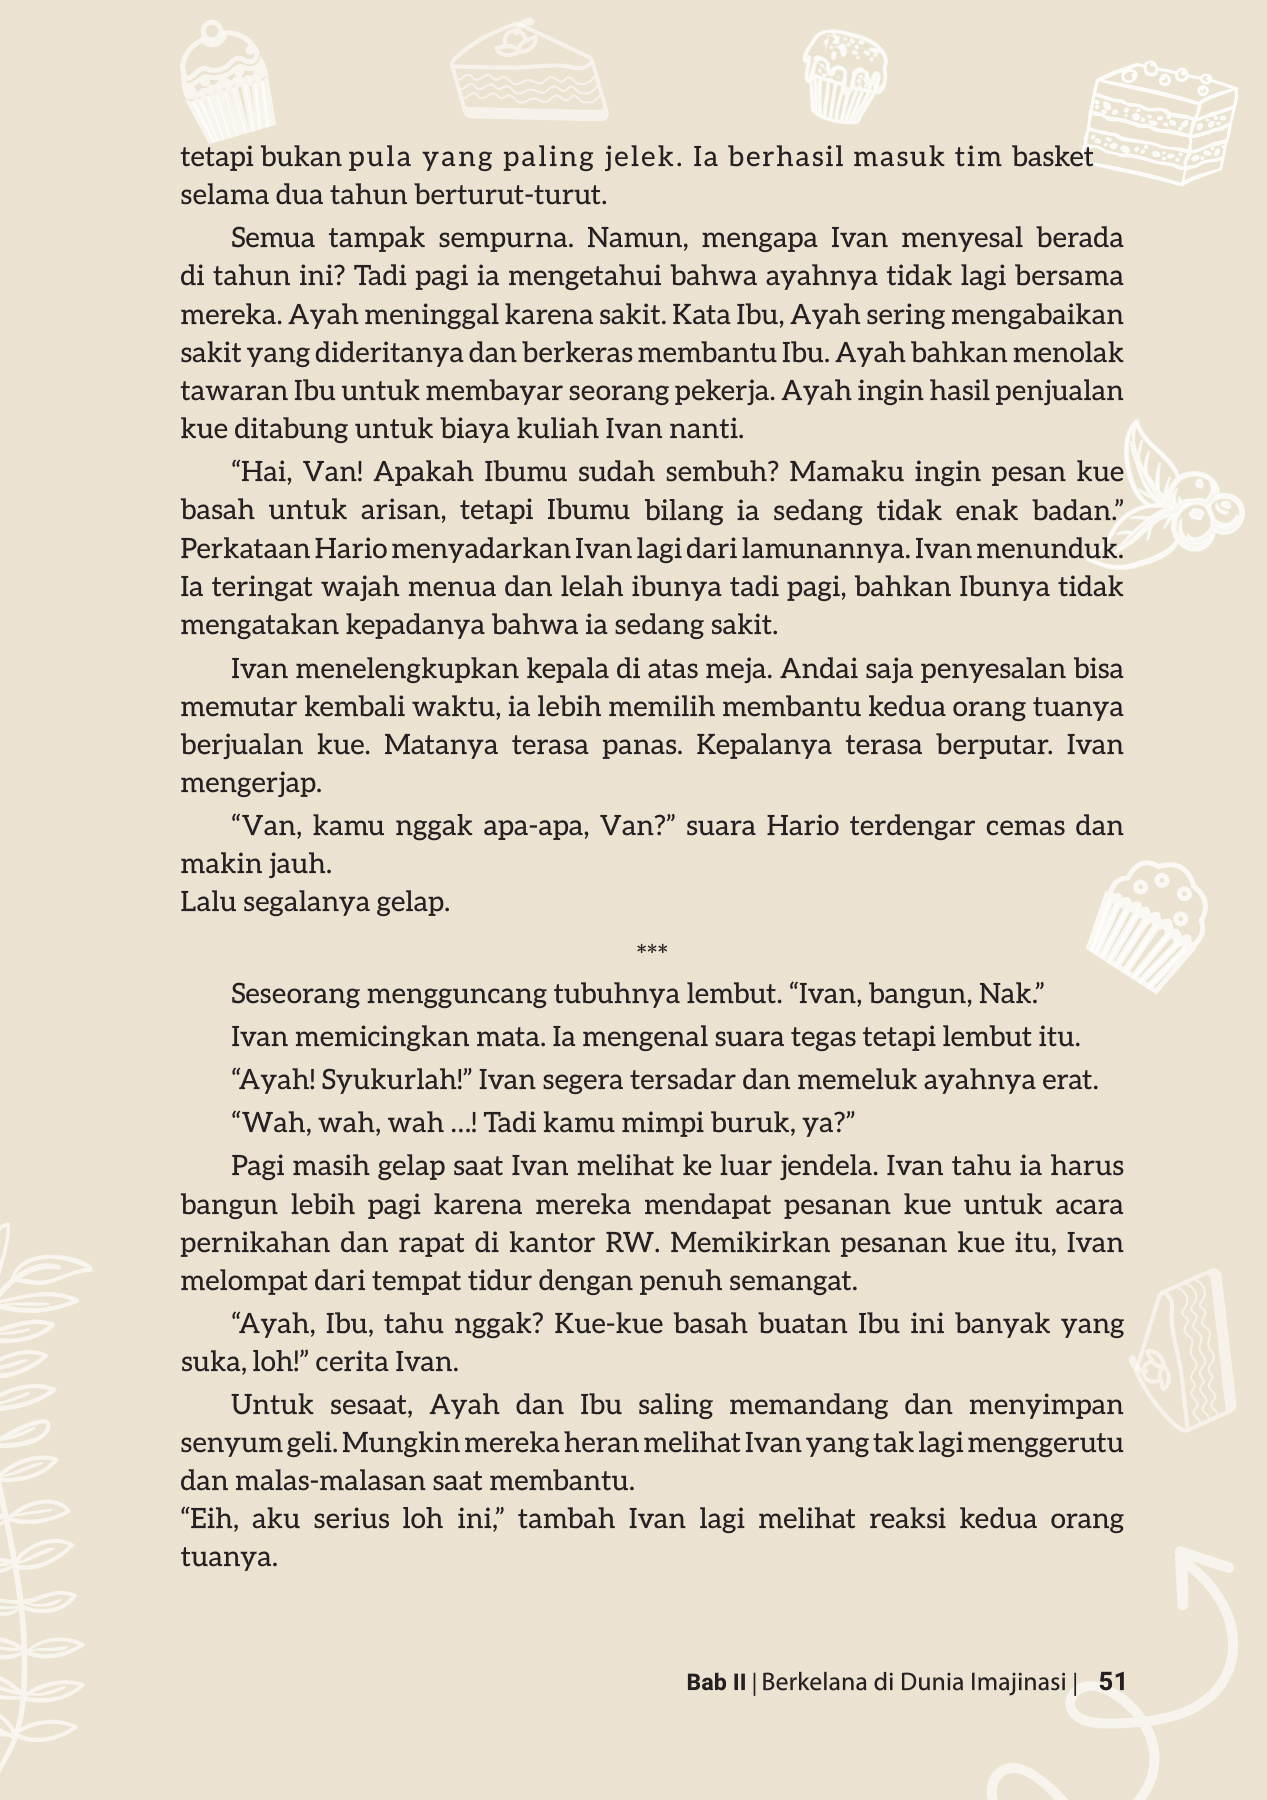 tetapi bukan pula yang paling jelek. Ia berhasil masuk tim basket
selama dua tahun berturut-turut.
Semua tampak sempurna. Namun, mengapa Ivan menyesal berada
di tahun ini? Tadi pagi ia mengetahui bahwa ayahnya tidak lagi bersama
mereka. Ayah meninggal karena sakit. Kata Ibu, Ayah sering mengabaikan
sakit yang dideritanya dan berkeras membantu Ibu. Ayah bahkan menolak
tawaran Ibu untuk membayar seorang pekerja. Ayah ingin hasil penjualan
kue ditabung untuk biaya kuliah Ivan nanti.
“Hai, Van! Apakah Ibumu sudah sembuh? Mamaku ingin pesan kue
basah untuk arisan, tetapi Ibumu bilang ia sedang tidak enak badan.”
Perkataan Hario menyadarkan Ivan lagi dari lamunannya. Ivan menunduk.
Ia teringat wajah menua dan lelah ibunya tadi pagi, bahkan Ibunya tidak
mengatakan kepadanya bahwa ia sedang sakit.
Ivan menelengkupkan kepala di atas meja. Andai saja penyesalan bisa
memutar kembali waktu, ia lebih memilih membantu kedua orang tuanya
berjualan kue. Matanya terasa panas. Kepalanya terasa berputar. Ivan
mengerjap.
“Van, kamu nggak apa-apa, Van?” suara Hario terdengar cemas dan
makin jauh.
Lalu segalanya gelap.
***
Seseorang mengguncang tubuhnya lembut. “Ivan, bangun, Nak.”
Ivan memicingkan mata. Ia mengenal suara tegas tetapi lembut itu.
“Ayah! Syukurlah!” Ivan segera tersadar dan memeluk ayahnya erat.
“Wah, wah, wah …! Tadi kamu mimpi buruk, ya?”
Pagi masih gelap saat Ivan melihat ke luar jendela. Ivan tahu ia harus
bangun lebih pagi karena mereka mendapat pesanan kue untuk acara
pernikahan dan rapat di kantor RW. Memikirkan pesanan kue itu, Ivan
melompat dari tempat tidur dengan penuh semangat.
“Ayah, Ibu, tahu nggak? Kue-kue basah buatan Ibu ini banyak yang
suka, loh!” cerita Ivan.
Untuk sesaat, Ayah dan Ibu saling memandang dan menyimpan
senyum geli. Mungkin mereka heran melihat Ivan yang tak lagi menggerutu
dan malas-malasan saat membantu.
“Eih, aku serius loh ini,” tambah Ivan lagi melihat reaksi kedua orang
tuanya.
Bab II | Berkelana di Dunia Imajinasi | 51